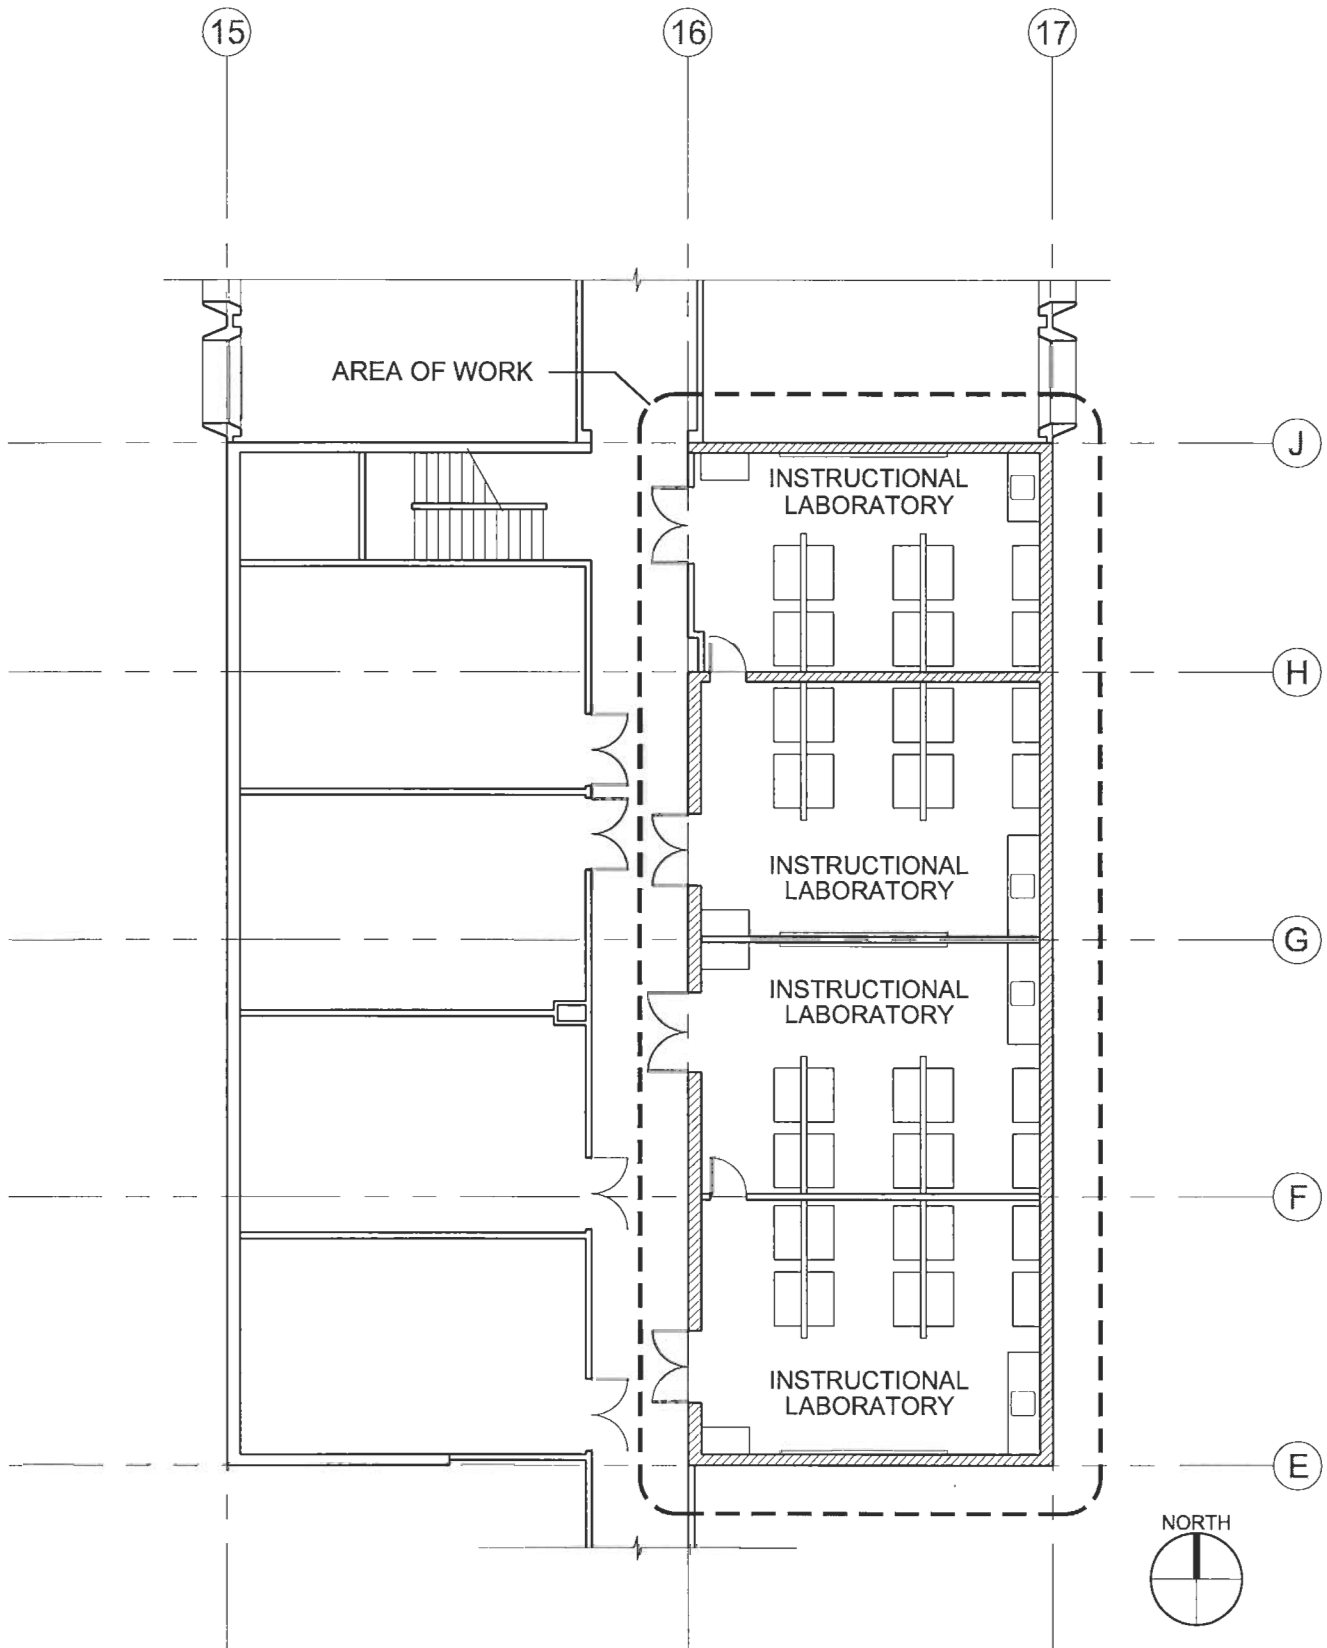 15
16
17
AREA OF WORK
J
INSTRUCTIONAL
LABORATORY
H
INSTRUCTIONAL
LABORATORY
G
INSTRUCTIONAL
LABORATORY
F
INSTRUCTIONAL
LABORATORY
E
NORTH